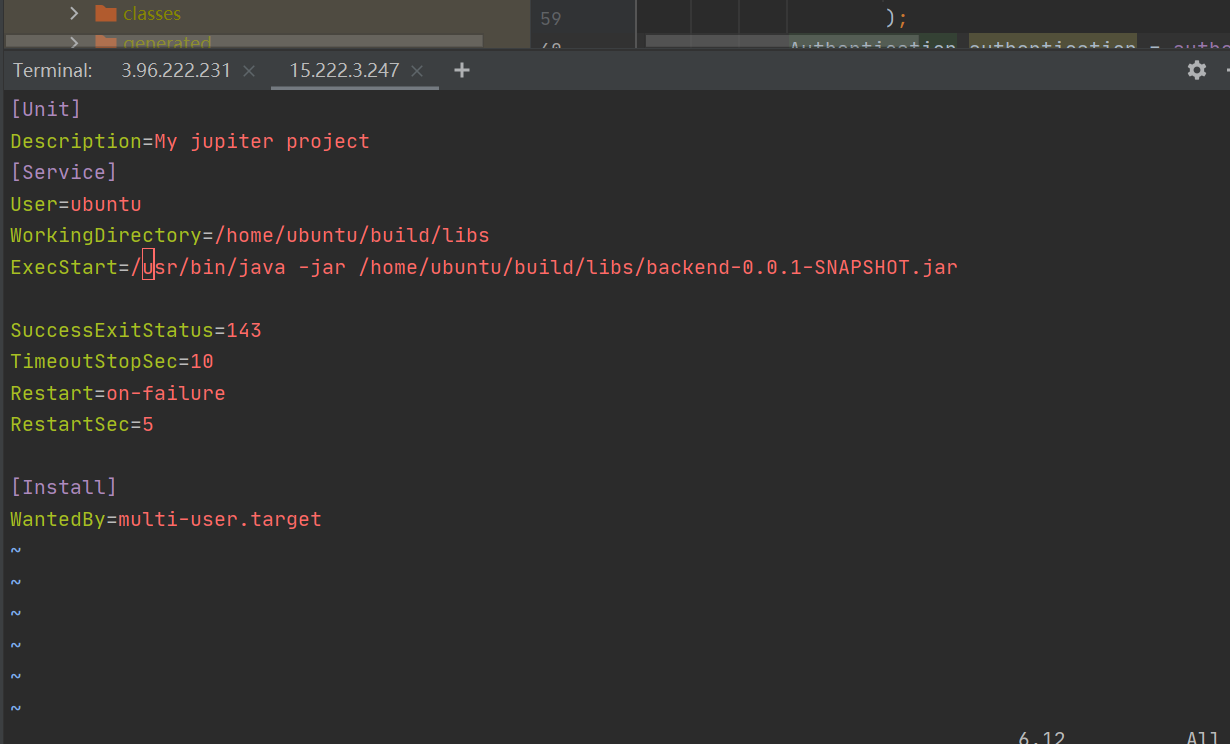 classes
generated
59
);
60
Authentication authentication = autho
Terminal: 3.96.222.231 × 15.222.3.247 × +
[Unit]
Description=My jupiter project
[Service]
User=ubuntu
WorkingDirectory=/home/ubuntu/build/libs
ExecStart=/usr/bin/java -jar /home/ubuntu/build/libs/backend-0.0.1-SNAPSHOT.jar
SuccessExitStatus=143
TimeoutStopSec=10
Restart=on-failure
RestartSec=5
[Install]
WantedBy=multi-user.target
~
~
~
~
~
~
6,12 All